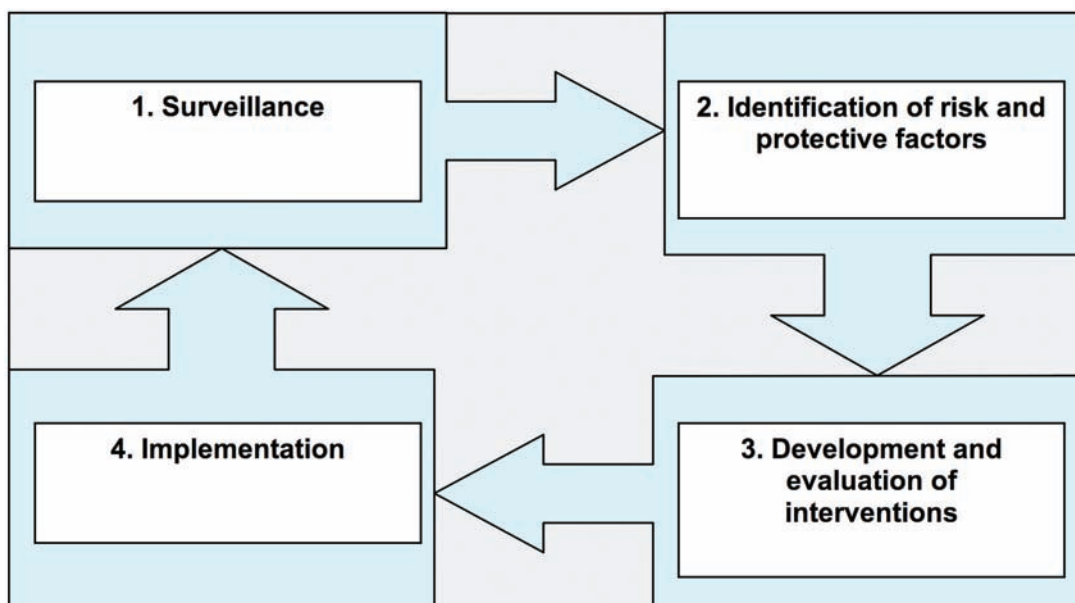 1. Surveillance
2. Identification of risk and
protective factors
3. Development and
evaluation of
interventions
4. Implementation